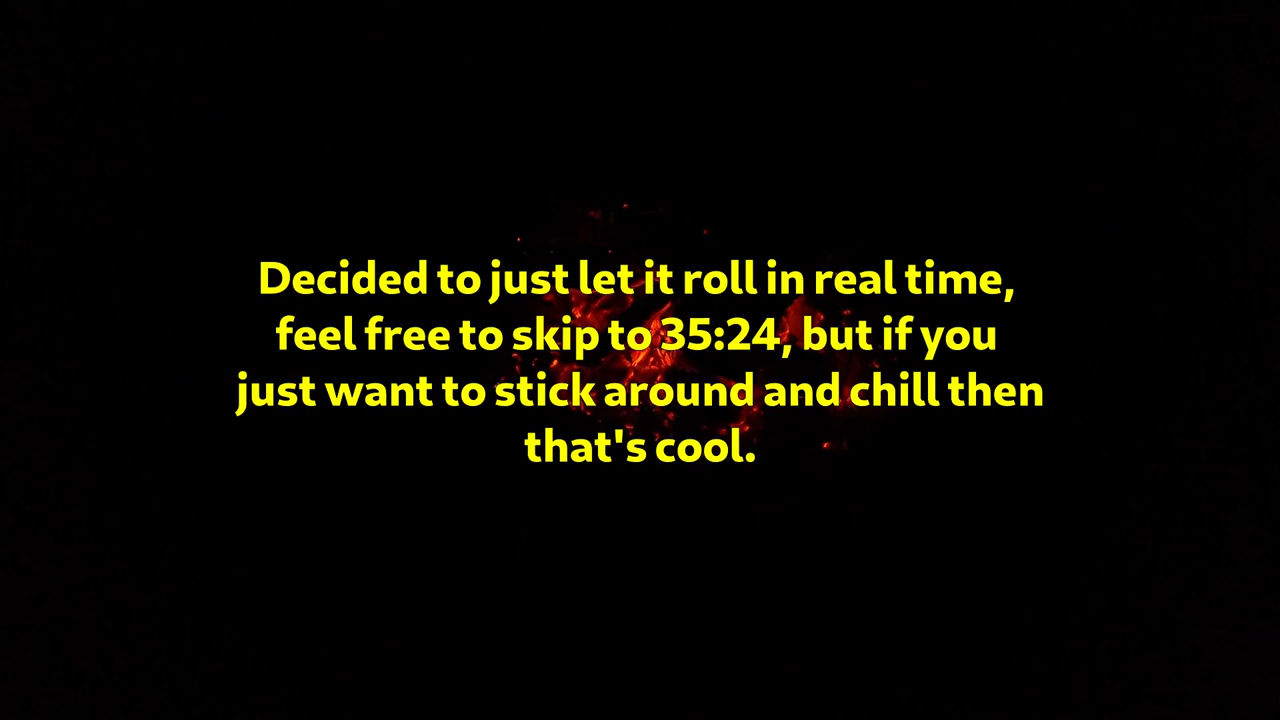 Decided to just let it roll in real time,
feel free to skip to 35:24, but if you
just want to stick around and chill then
that's cool.